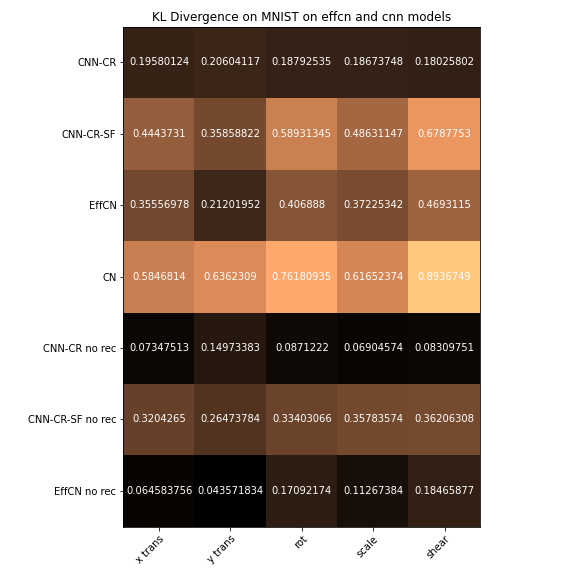 KL Divergence on MNIST on effcn and cnn models
CNN-CR 0.19580124 0.20604117 0.18792535 0.18673748 0.18025802
CNN-CR-SF 0.4443731 0.35858822 0.58931345 0.48631147 0.6787753
EffCN 0.35556978 0.21201952 0.406888 0.37225342 0.4693115
CN 0.5846814 0.6362309 0.76180935 0.61652374 0.8936749
CNN-CR no rec 0.07347513 0.14973383 0.0871222 0.06904574 0.08309751
CNN-CR-SF no rec 0.3204265 0.26473784 0.33403066 0.35783574 0.36206308
EffCN no rec 0.064583756 0.043571834 0.17092174 0.11267384 0.18465877
x trans y trans rot scale shear